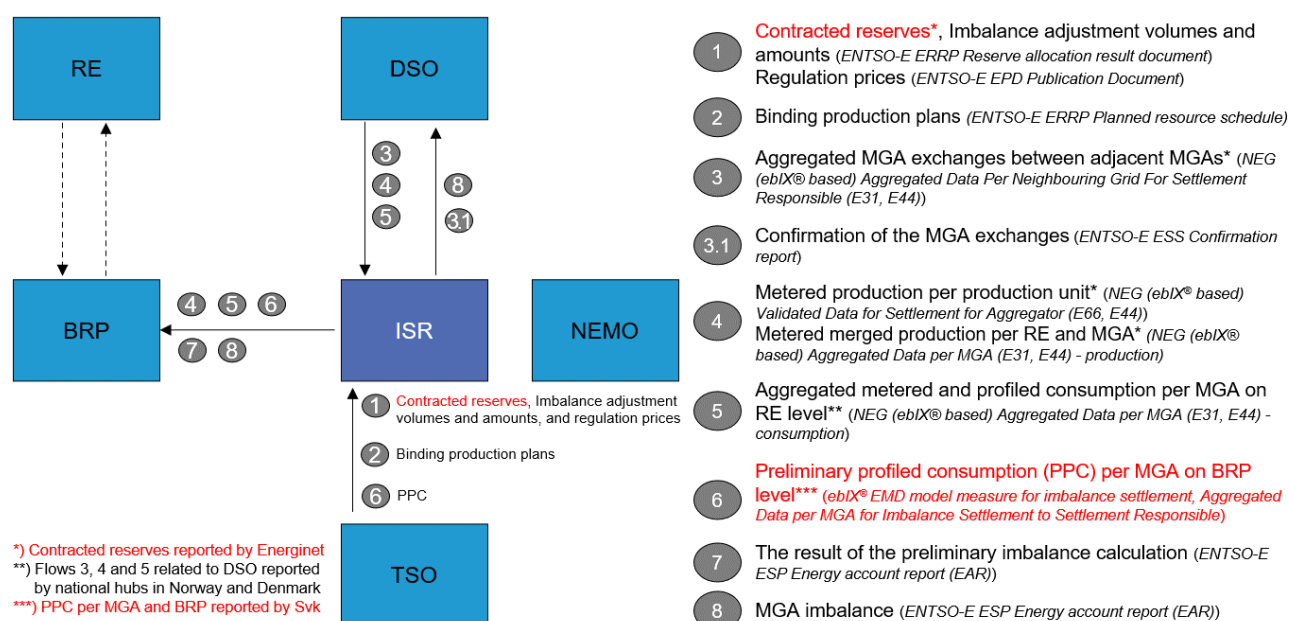 RE
DSO
3
4
5
8
3.1
BRP
4 5 6
7 8
ISR
NEMO
1 Contracted reserves, Imbalance adjustment
volumes and amounts, and regulation prices
2 Binding production plans
6 PPC
TSO
*) Contracted reserves reported by Energinet
**) Flows 3, 4 and 5 related to DSO reported
by national hubs in Norway and Denmark
***) PPC per MGA and BRP reported by Svk
1 Contracted reserves*, Imbalance adjustment volumes and
amounts (ENTSO-E ERRP Reserve allocation result document)
Regulation prices (ENTSO-E EPD Publication Document)
2 Binding production plans (ENTSO-E ERRP Planned resource schedule)
3 Aggregated MGA exchanges between adjacent MGAs* (NEG
(ebIX® based) Aggregated Data Per Neighbouring Grid For Settlement
Responsible (E31, E44))
3.1 Confirmation of the MGA exchanges (ENTSO-E ESS Confirmation
report)
4 Metered production per production unit* (NEG (ebIX® based)
Validated Data for Settlement for Aggregator (E66, E44))
Metered merged production per RE and MGA* (NEG (ebIX®
based) Aggregated Data per MGA (E31, E44) - production)
5 Aggregated metered and profiled consumption per MGA on
RE level** (NEG (ebIX® based) Aggregated Data per MGA (E31, E44) -
consumption)
6 Preliminary profiled consumption (PPC) per MGA on BRP
level*** (ebIX® EMD model measure for imbalance settlement, Aggregated
Data per MGA for Imbalance Settlement to Settlement Responsible)
7 The result of the preliminary imbalance calculation (ENTSO-E
ESP Energy account report (EAR))
8 MGA imbalance (ENTSO-E ESP Energy account report (EAR))